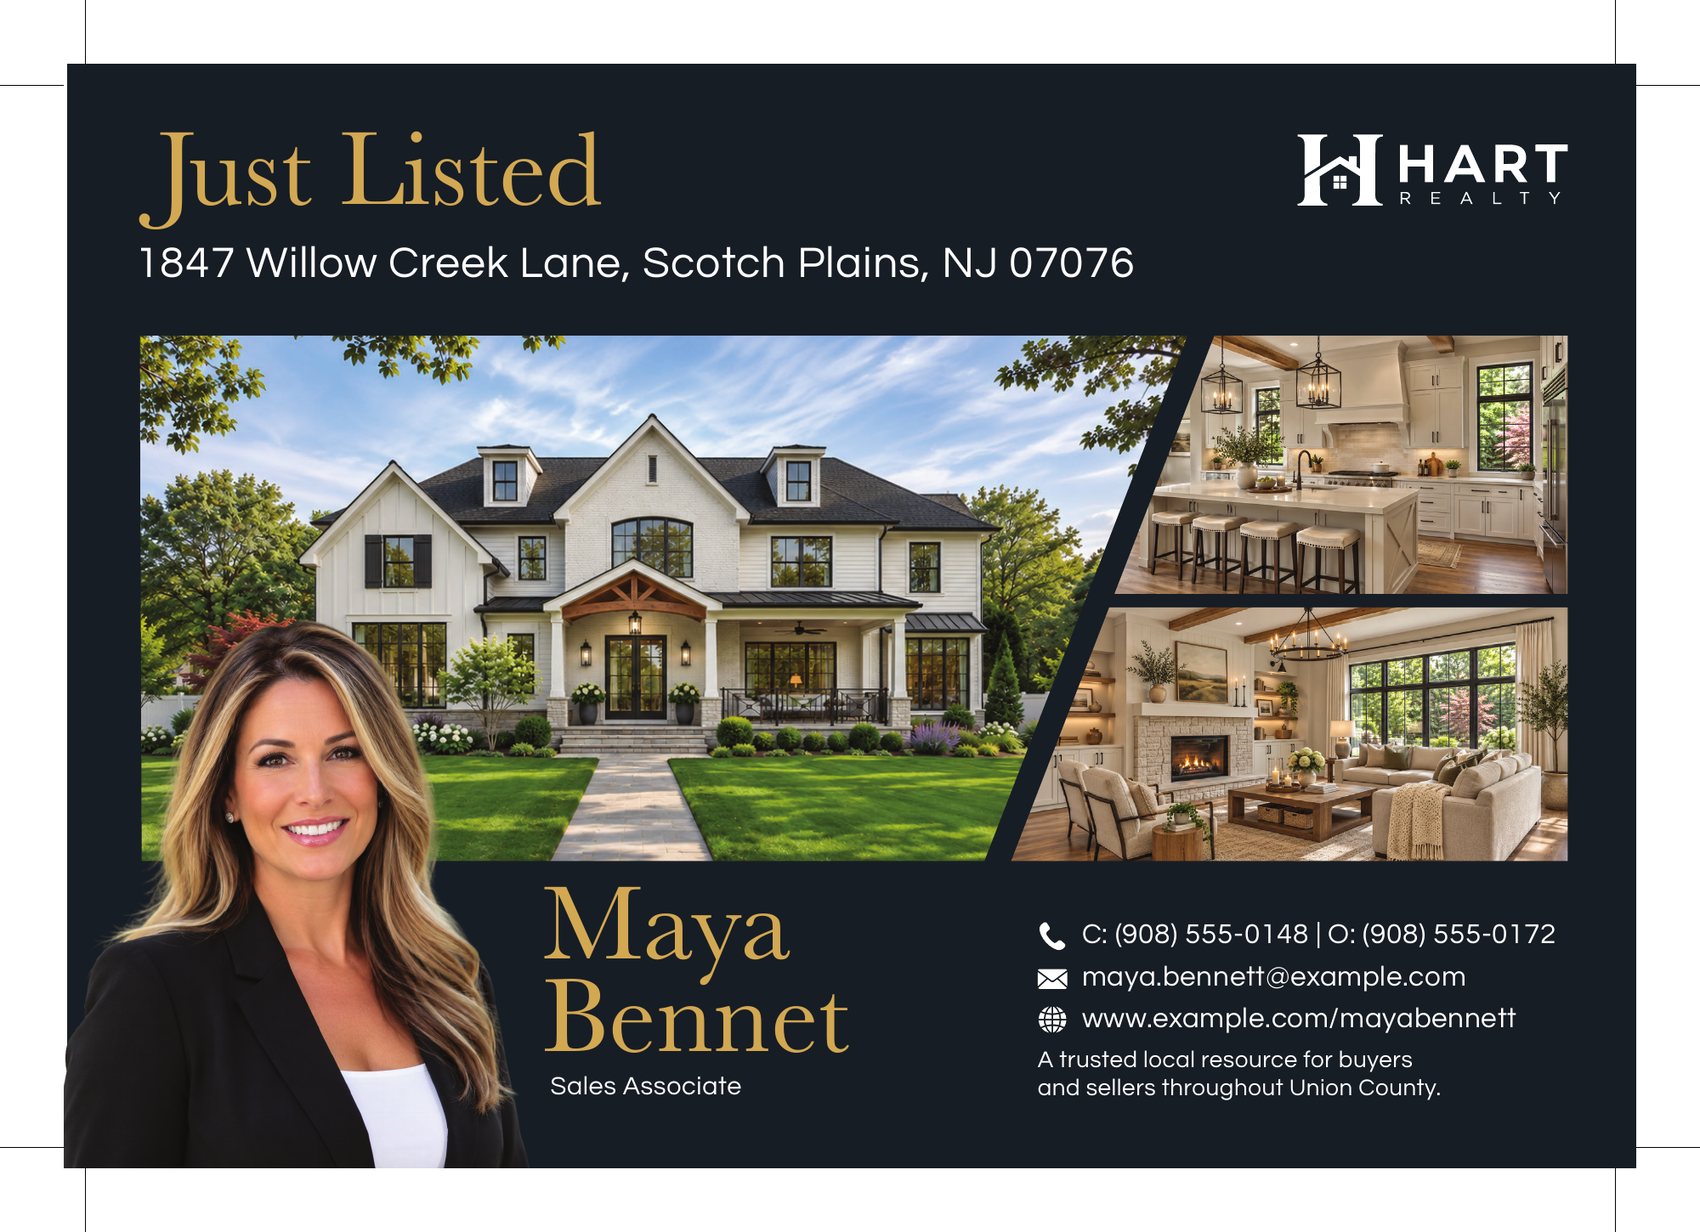 Just Listed
HART
REALTY
1847 Willow Creek Lane, Scotch Plains, NJ 07076
Maya
Bennet
Sales Associate
C: (908) 555-0148 | O: (908) 555-0172
maya.bennett@example.com
www.example.com/mayabennett
A trusted local resource for buyers
and sellers throughout Union County.